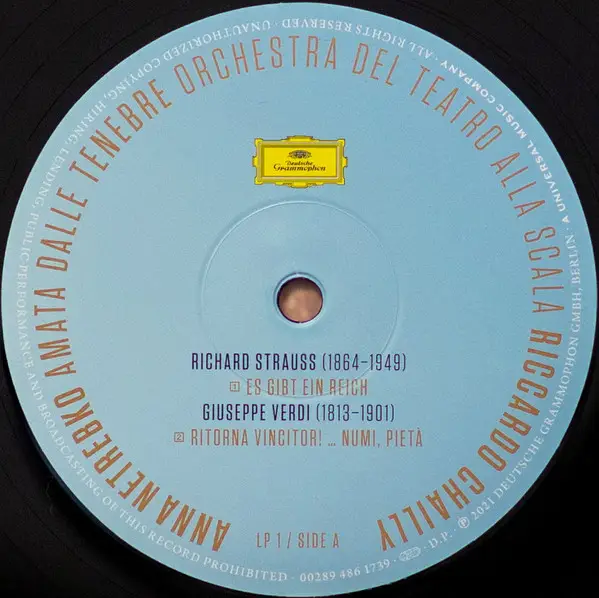 ANNA NETREBKO AMATA DALLE TENEBRE ORCHESTRA DEL TEATRO ALLA SCALA RICCARDO CHAILLY
℗ 2021 DEUTSCHE GRAMMOPHON GMBH, BERLIN · A UNIVERSAL MUSIC COMPANY · ALL RIGHTS RESERVED · UNAUTHORIZED COPYING, HIRING, LENDING, PUBLIC PERFORMANCE AND BROADCASTING OF THIS RECORD PROHIBITED · 00289 486 1739 · D.P.
Deutsche
Grammophon
RICHARD STRAUSS (1864–1949)
1 ES GIBT EIN REICH
GIUSEPPE VERDI (1813–1901)
2 RITORNA VINCITOR! ... NUMI, PIETÀ
LP 1 / SIDE A